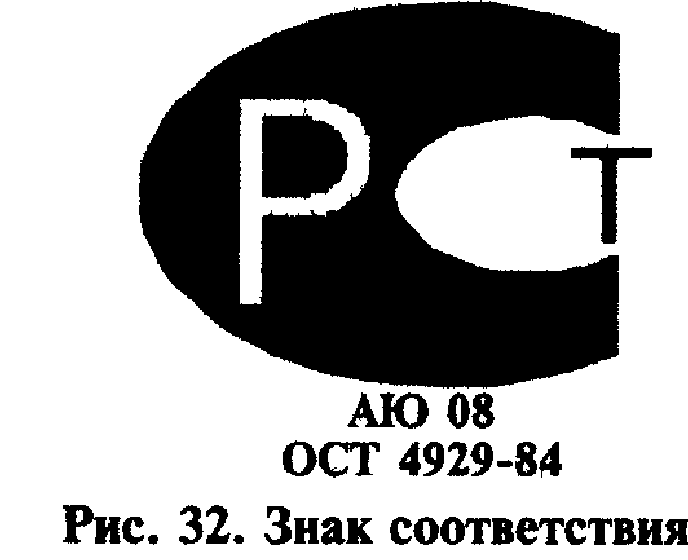 РСТ
АЮ 08
ОСТ 4929-84
Рис. 32. Знак соответствия